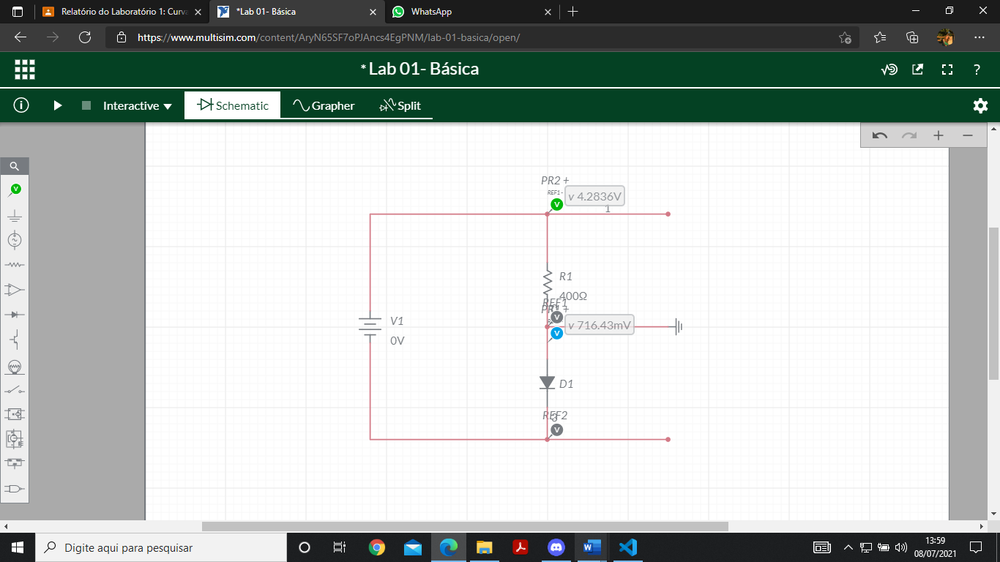 Relatório do Laboratório 1: Curva
*Lab 01- Básica
WhatsApp
https://www.multisim.com/content/AryN65SF7oPJAncs4EgPNM/lab-01-basica/open/
* Lab 01- Básica
?
Interactive
Schematic
Grapher
Split
PR2 +
REF1-
V
v 4.2836V
1
R1
400Ω
REF1
PR1 +
V
V
v 716.43mV
V1
0V
D1
REF2
3
V
Digite aqui para pesquisar
13:59
08/07/2021